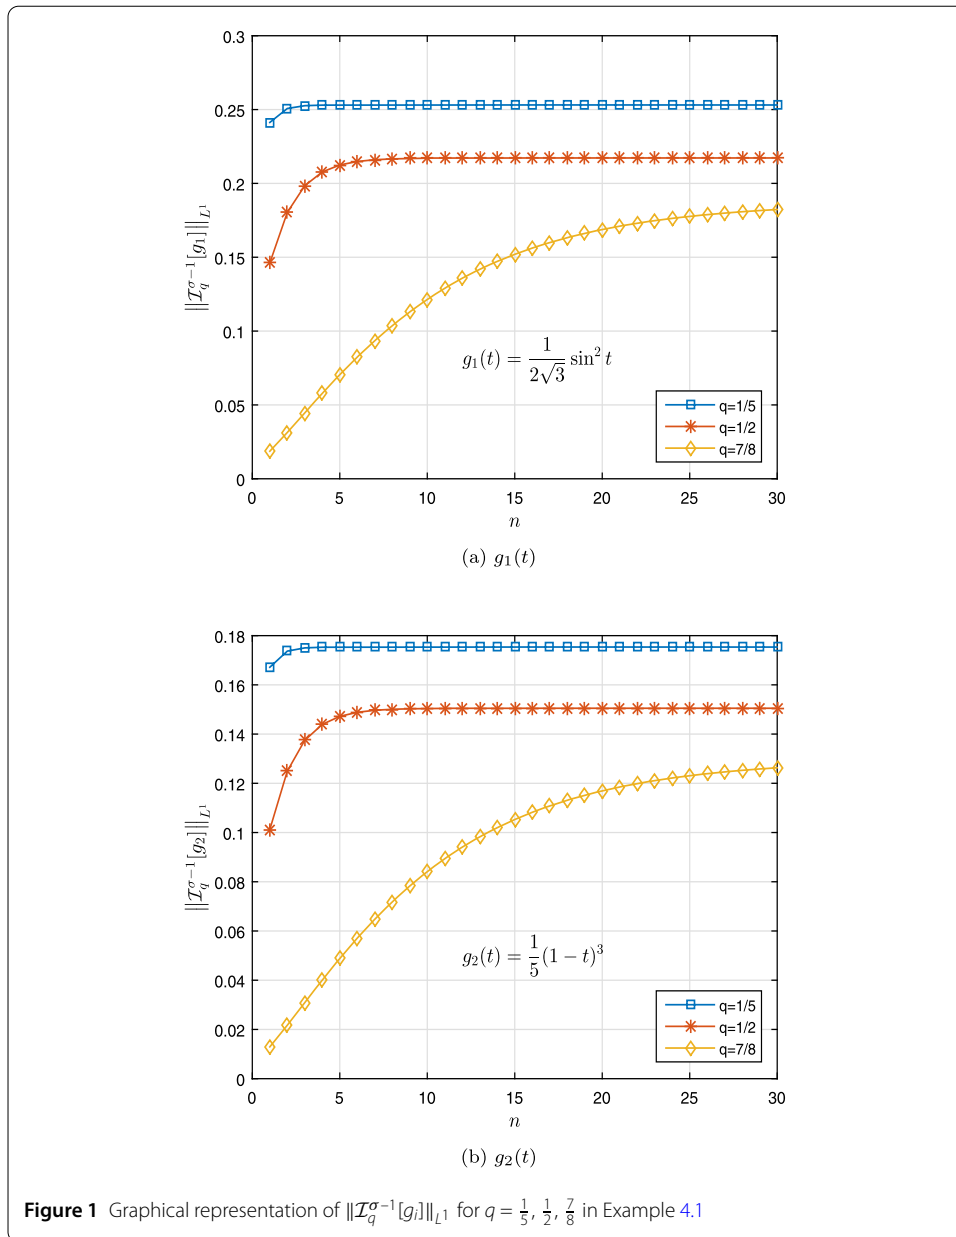 0.3
0.25
0.2
0.15
0.1
0.05
0
‖𝓘_q^{σ−1}[g₁]‖_{L¹}
g₁(t) = 1/(2√3) sin² t
q=1/5
q=1/2
q=7/8
0 5 10 15 20 25 30
n
(a) g₁(t)
0.18
0.16
0.14
0.12
0.1
0.08
0.06
0.04
0.02
0
‖𝓘_q^{σ−1}[g₂]‖_{L¹}
g₂(t) = 1/5 (1 − t)³
q=1/5
q=1/2
q=7/8
0 5 10 15 20 25 30
n
(b) g₂(t)
Figure 1 Graphical representation of ‖𝓘_q^{σ−1}[g_i]‖_{L¹} for q = 1/5, 1/2, 7/8 in Example 4.1